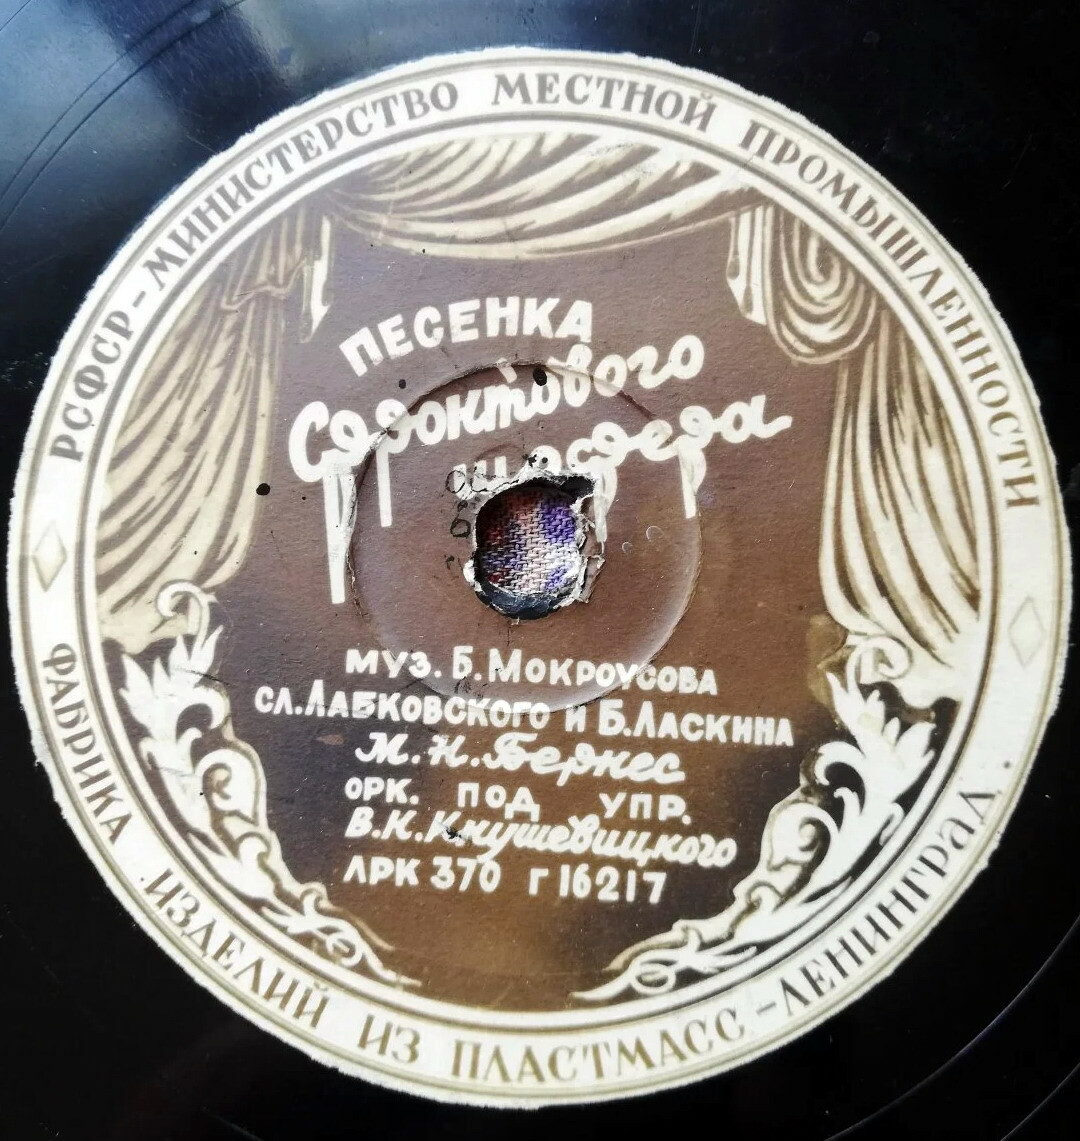 РСФСР-МИНИСТЕРСТВО МЕСТНОЙ ПРОМЫШЛЕННОСТИ
ПЕСЕНКА
Фронтового
шофера
МУЗ. Б. МОКРОУСОВА
СЛ. ЛАБКОВСКОГО И Б. ЛАСКИНА
М. Н. Бернес
ОРК. ПОД УПР.
В. К. Кнушевицкого
ЛРК 370 Г16217
ФАБРИКА ИЗДЕЛИЙ ИЗ ПЛАСТМАСС-ЛЕНИНГРАД